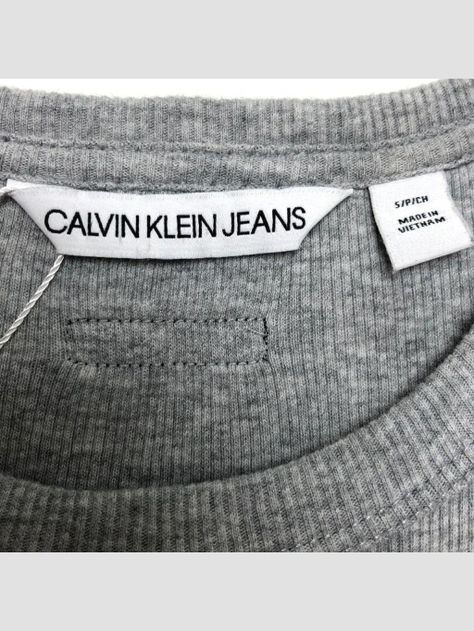 CALVIN KLEIN JEANS
S/P/CH
MADE IN
VIETNAM